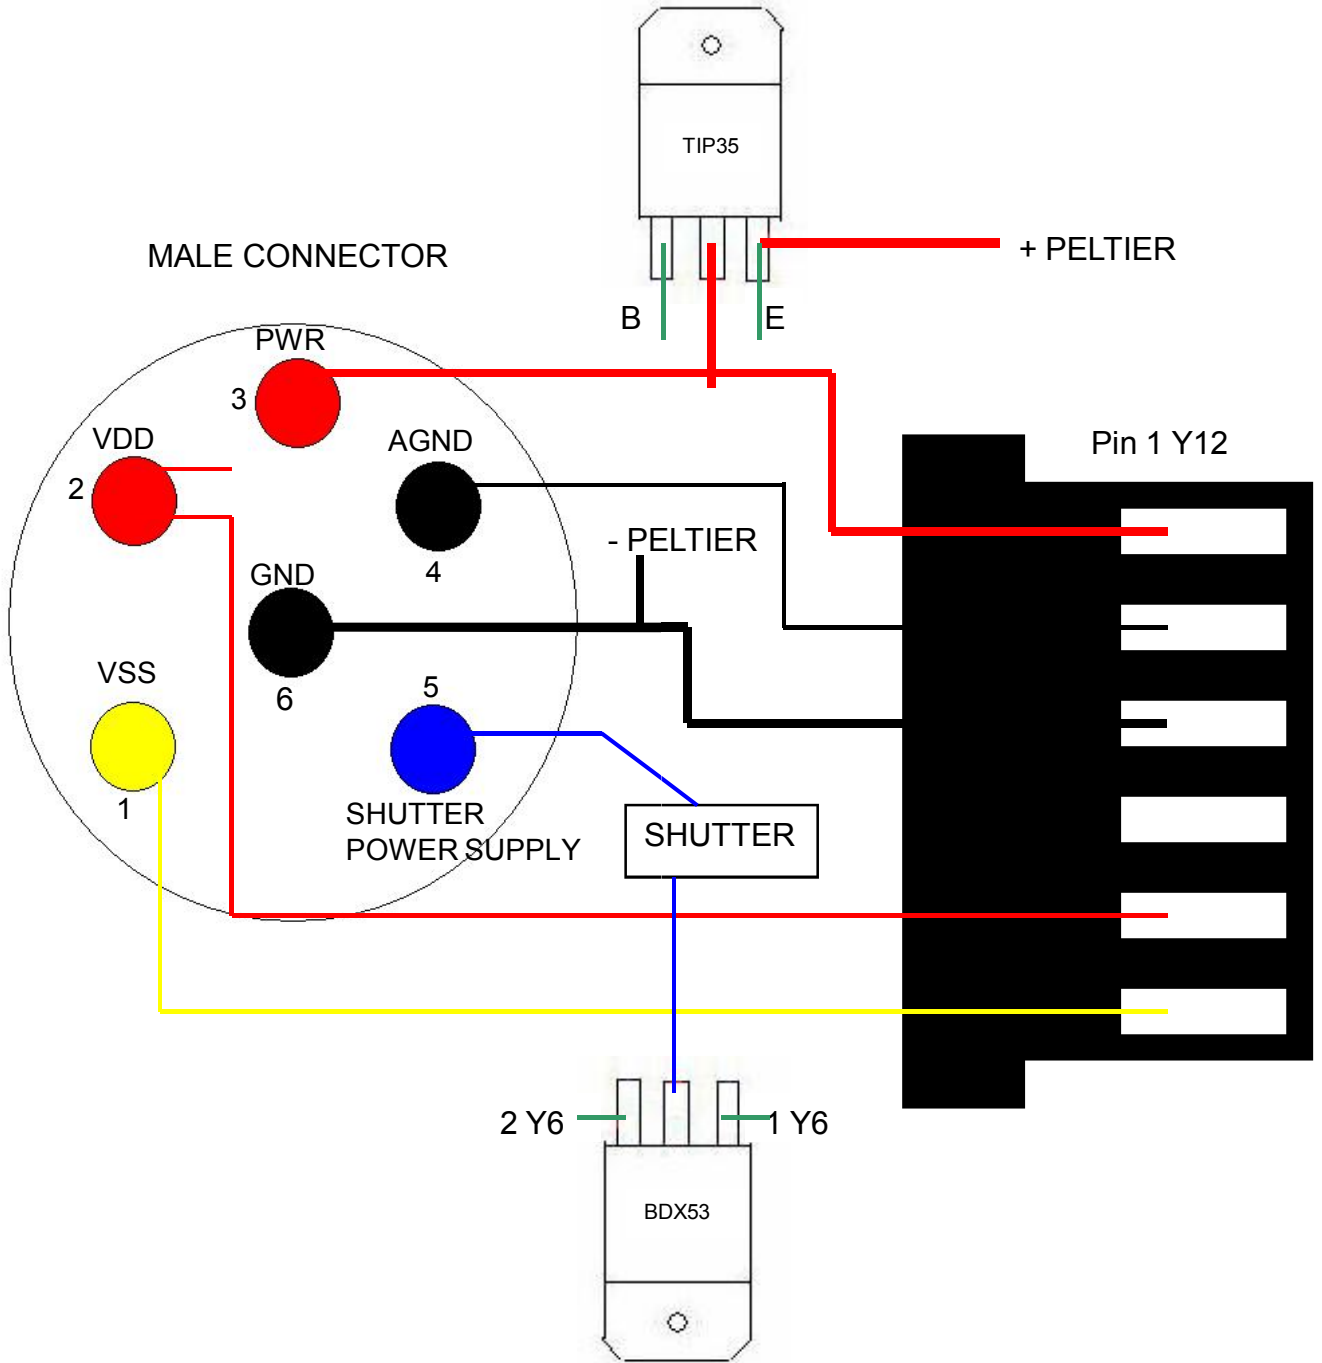 TIP35
MALE CONNECTOR
+ PELTIER
B
E
PWR
3
VDD
AGND
Pin 1 Y12
2
- PELTIER
GND
4
VSS
6
5
1
SHUTTER
POWER SUPPLY
SHUTTER
2 Y6
1 Y6
BDX53